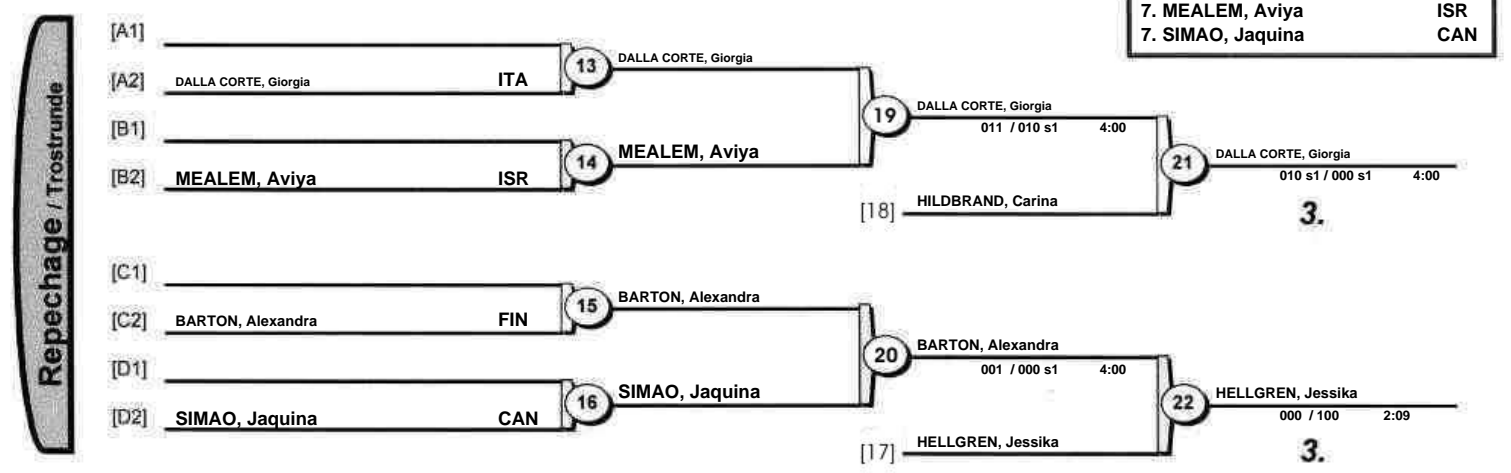 7. MEALEM, Aviya ISR
7. SIMAO, Jaquina CAN
Repechage / Trostrunde
[A1]
[A2] DALLA CORTE, Giorgia ITA
13 DALLA CORTE, Giorgia
[B1]
[B2] MEALEM, Aviya ISR
14 MEALEM, Aviya
19 DALLA CORTE, Giorgia
011 / 010 s1 4:00
[18] HILDBRAND, Carina
21 DALLA CORTE, Giorgia
010 s1 / 000 s1 4:00
3.
[C1]
[C2] BARTON, Alexandra FIN
15 BARTON, Alexandra
[D1]
[D2] SIMAO, Jaquina CAN
16 SIMAO, Jaquina
20 BARTON, Alexandra
001 / 000 s1 4:00
[17] HELLGREN, Jessika
22 HELLGREN, Jessika
000 / 100 2:09
3.